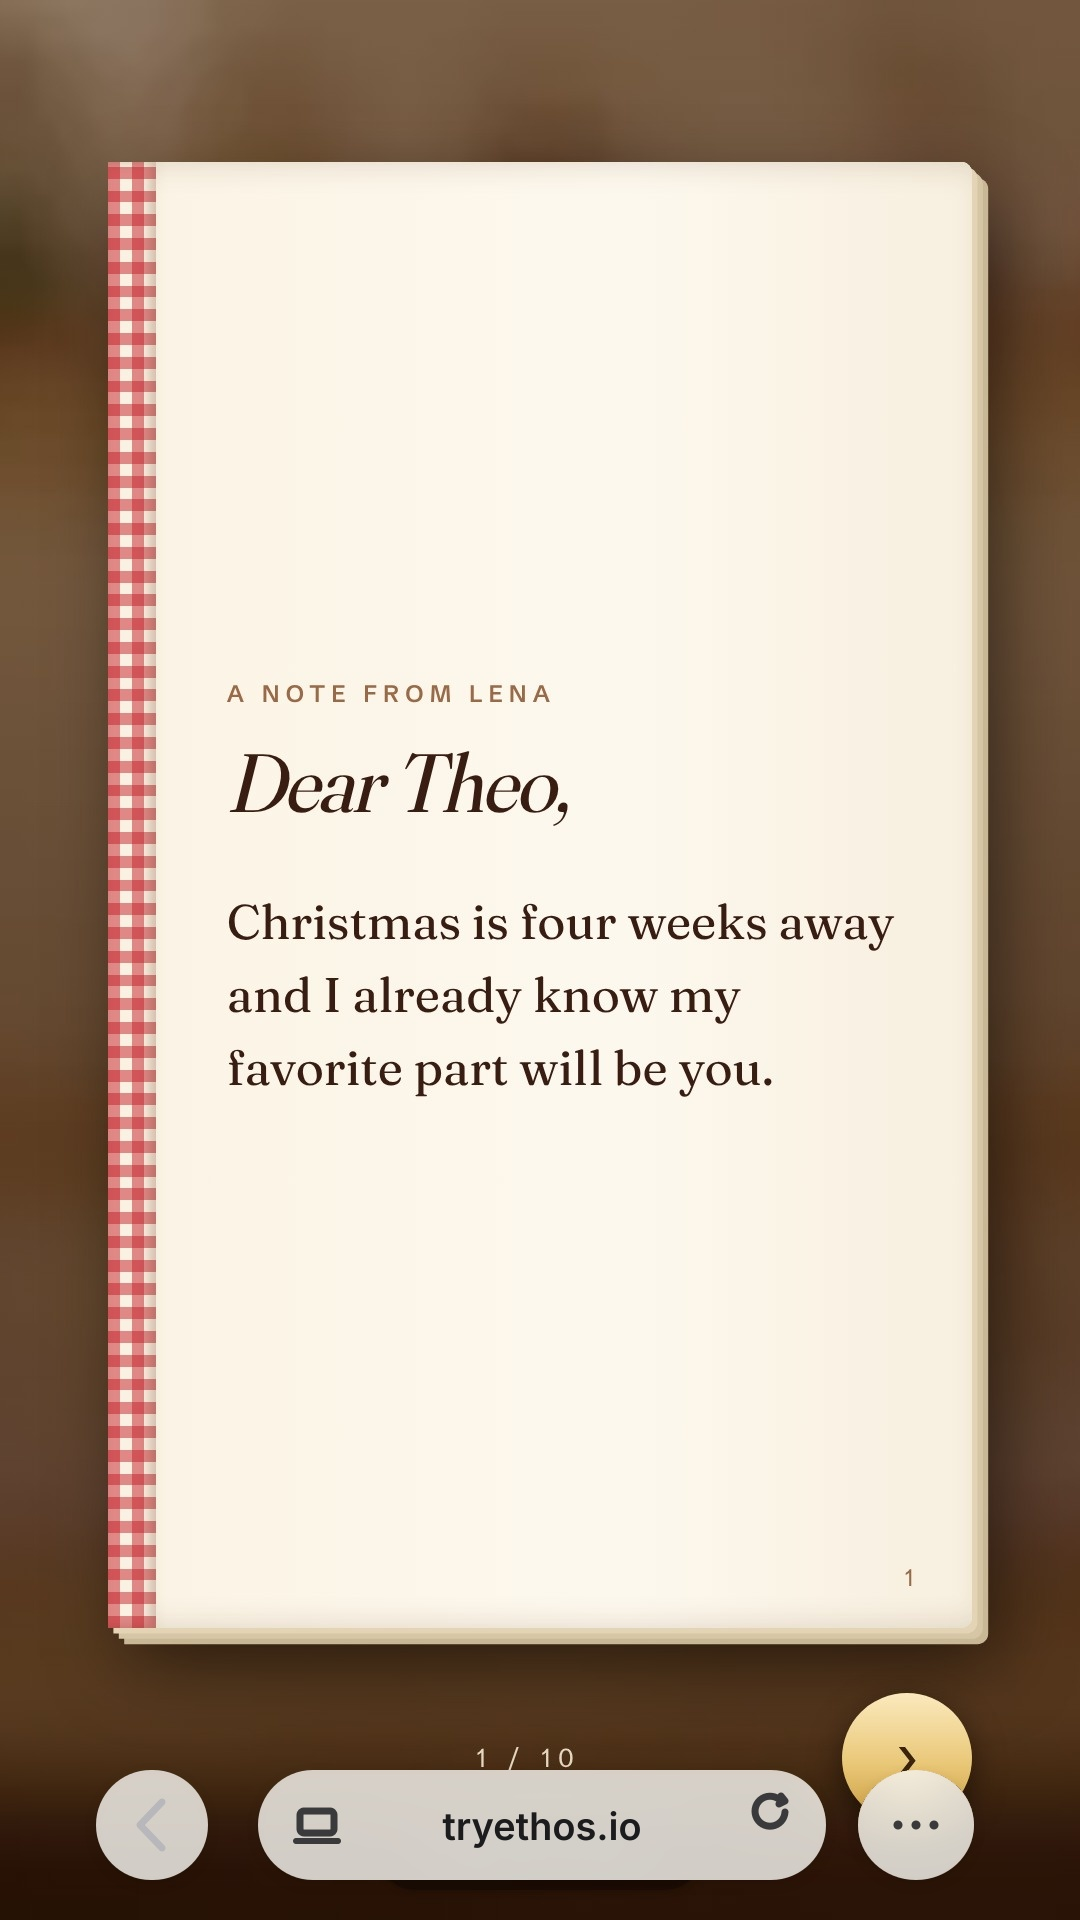 A NOTE FROM LENA
Dear Theo,
Christmas is four weeks away
and I already know my
favorite part will be you.
1
1 / 10
tryethos.io